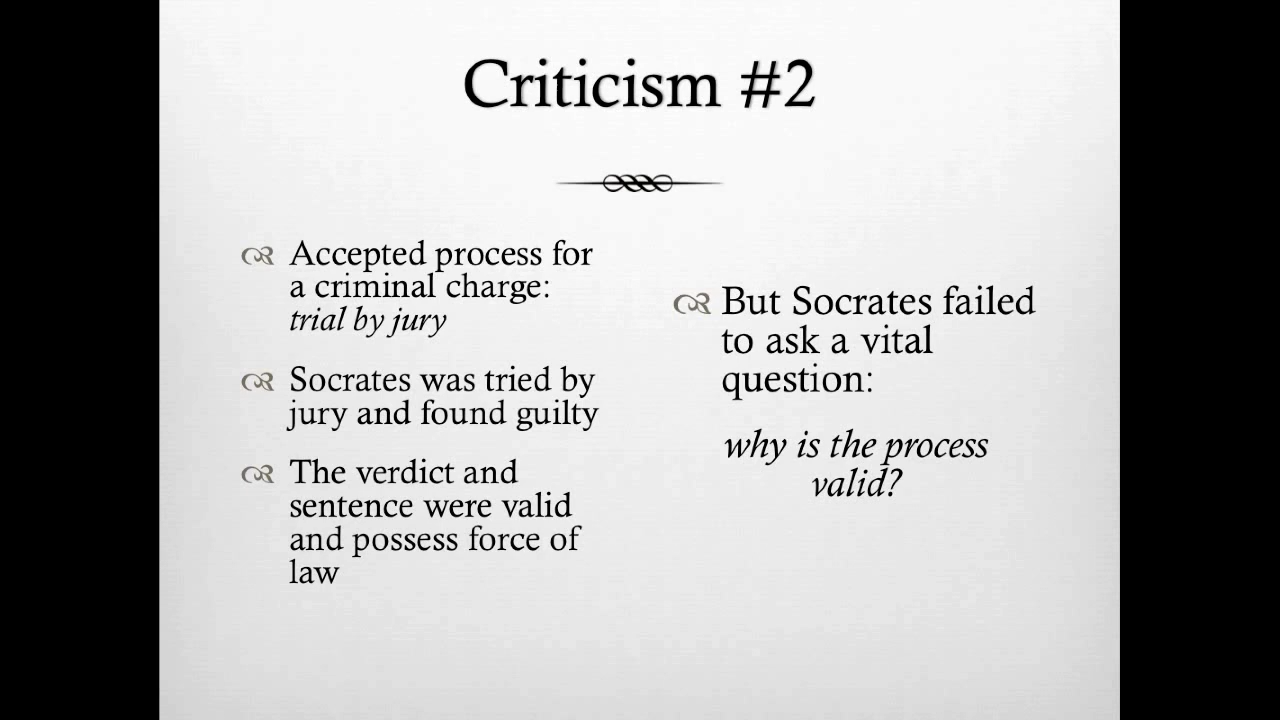 Criticism #2
Accepted process for
a criminal charge:
trial by jury
Socrates was tried by
jury and found guilty
The verdict and
sentence were valid
and possess force of
law
But Socrates failed
to ask a vital
question:
why is the process
valid?